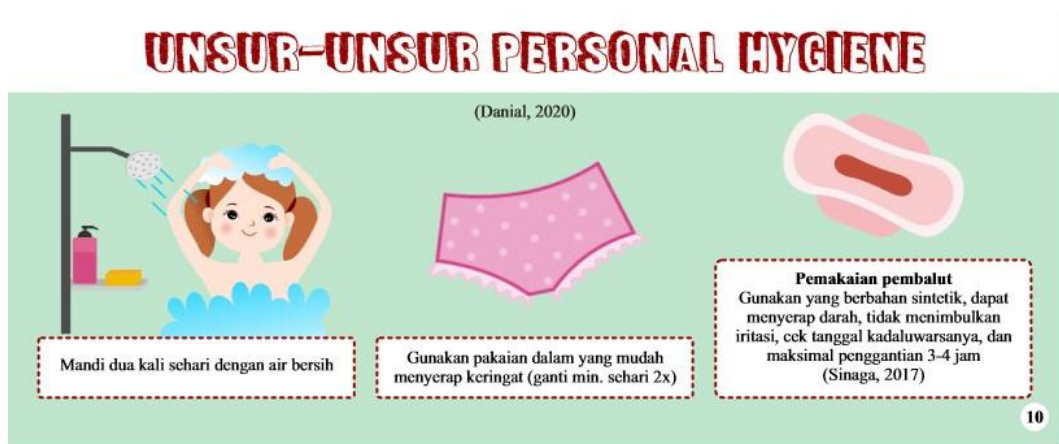 UNSUR-UNSUR PERSONAL HYGIENE
(Danial, 2020)
Mandi dua kali sehari dengan air bersih
Gunakan pakaian dalam yang mudah
menyerap keringat (ganti min. sehari 2x)
Pemakaian pembalut
Gunakan yang berbahan sintetik, dapat
menyerap darah, tidak menimbulkan
iritasi, cek tanggal kadaluwarsanya, dan
maksimal penggantian 3-4 jam
(Sinaga, 2017)
10